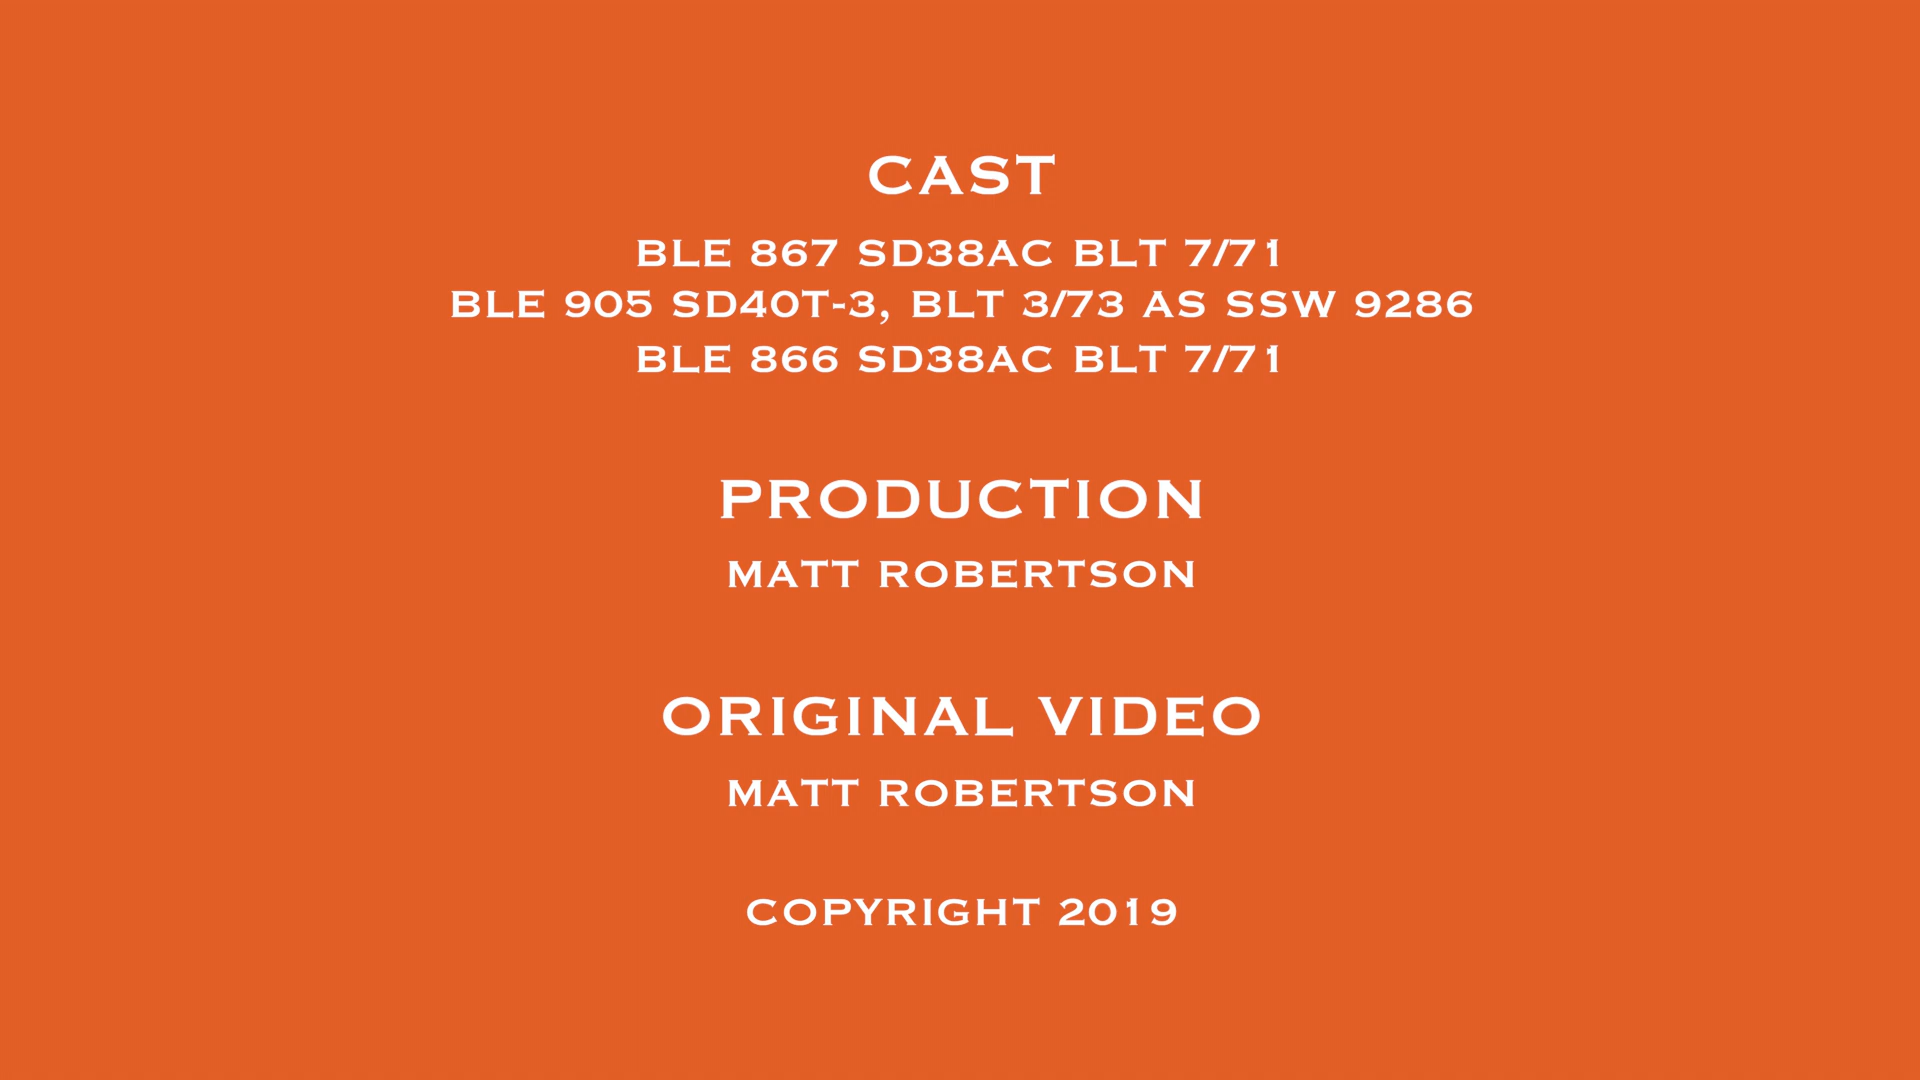 CAST
BLE 867 SD38AC BLT 7/71
BLE 905 SD40T-3, BLT 3/73 AS SSW 9286
BLE 866 SD38AC BLT 7/71
PRODUCTION
MATT ROBERTSON
ORIGINAL VIDEO
MATT ROBERTSON
COPYRIGHT 2019